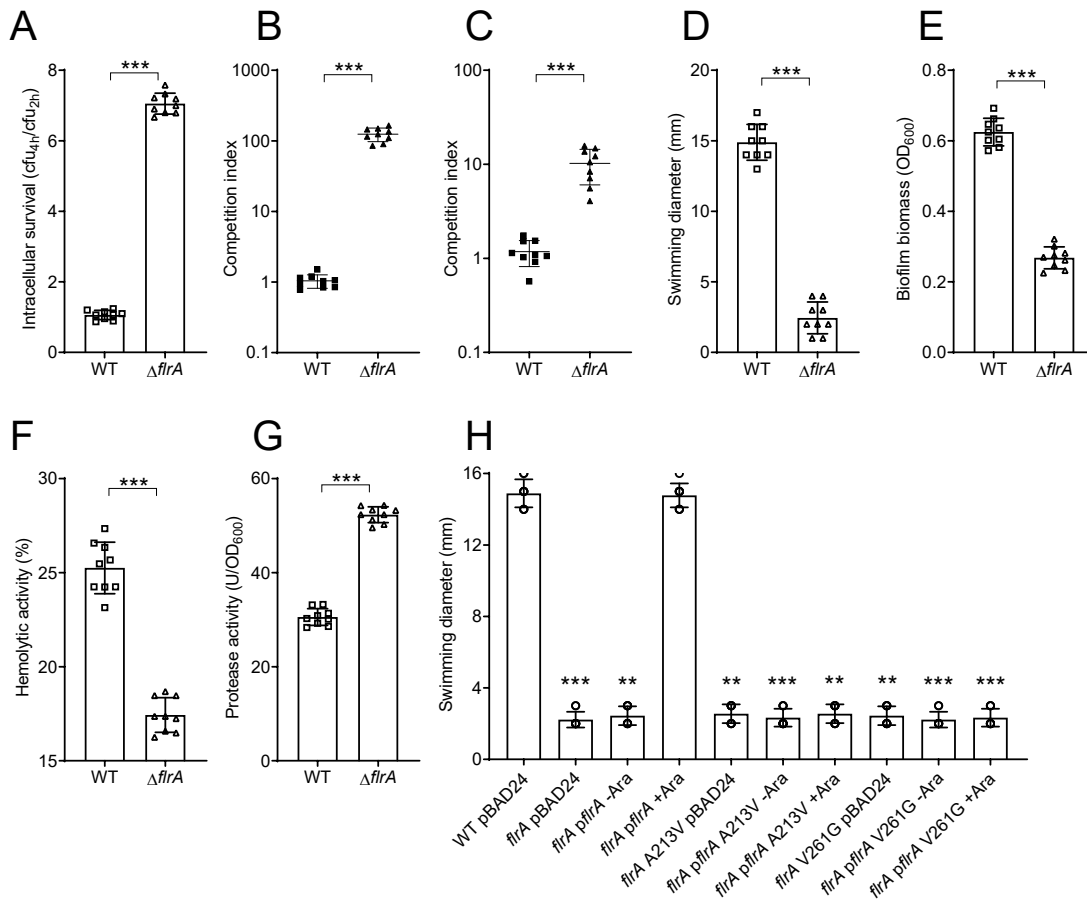 A
B
C
D
E
***
***
***
***
***
Intracellular survival (cfu4h/cfu2h)
8
6
4
2
0
WT
ΔflrA
Competition index
1000
100
10
1
0.1
WT
ΔflrA
Competition index
100
10
1
0.1
WT
ΔflrA
Swimming diameter (mm)
20
15
10
5
0
WT
ΔflrA
Biofilm biomass (OD600)
0.8
0.6
0.4
0.2
0.0
WT
ΔflrA
F
G
H
***
***
Hemolytic activity (%)
30
25
20
15
WT
ΔflrA
Protease activity (U/OD600)
60
40
20
0
WT
ΔflrA
Swimming diameter (mm)
16
12
8
4
0
*** ** ** *** ** ** *** ***
WT pBAD24
flrA pBAD24
flrA pflrA -Ara
flrA pflrA +Ara
flrA A213V pBAD24
flrA pflrA A213V -Ara
flrA pflrA A213V +Ara
flrA V261G pBAD24
flrA pflrA V261G -Ara
flrA pflrA V261G +Ara